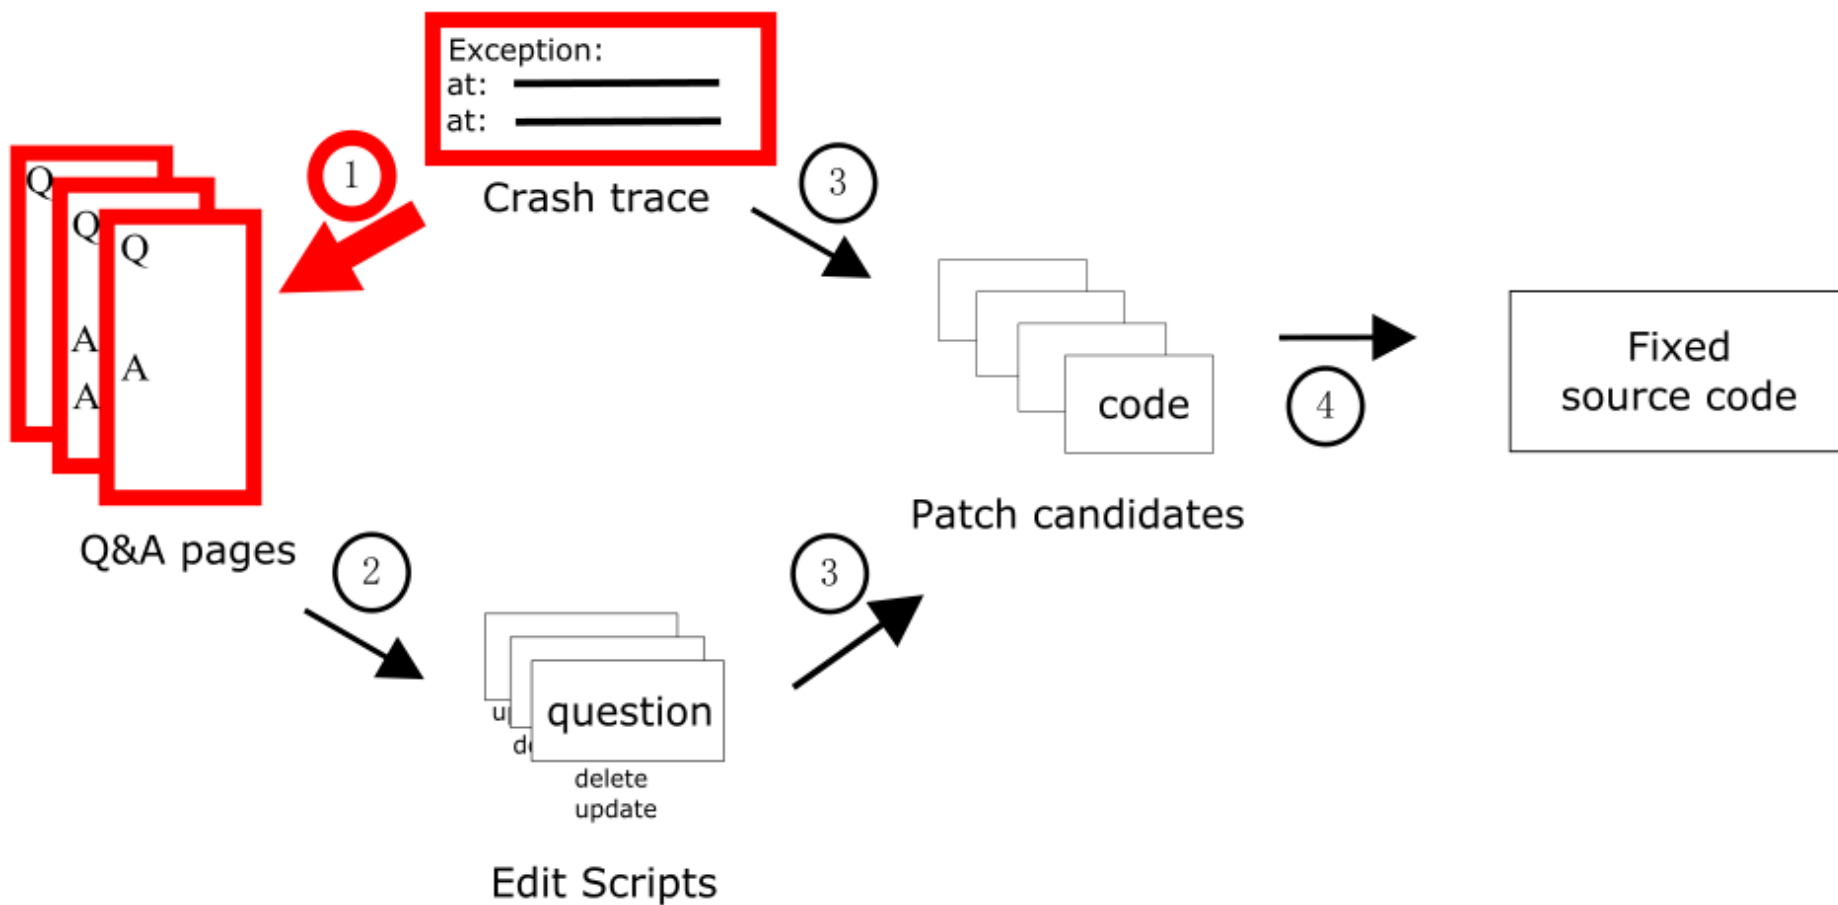 Exception:
at:
at:
Crash trace
1
3
Q
Q
Q
A
A
A
Q&A pages
2
question
delete
update
Edit Scripts
3
code
Patch candidates
4
Fixed
source code